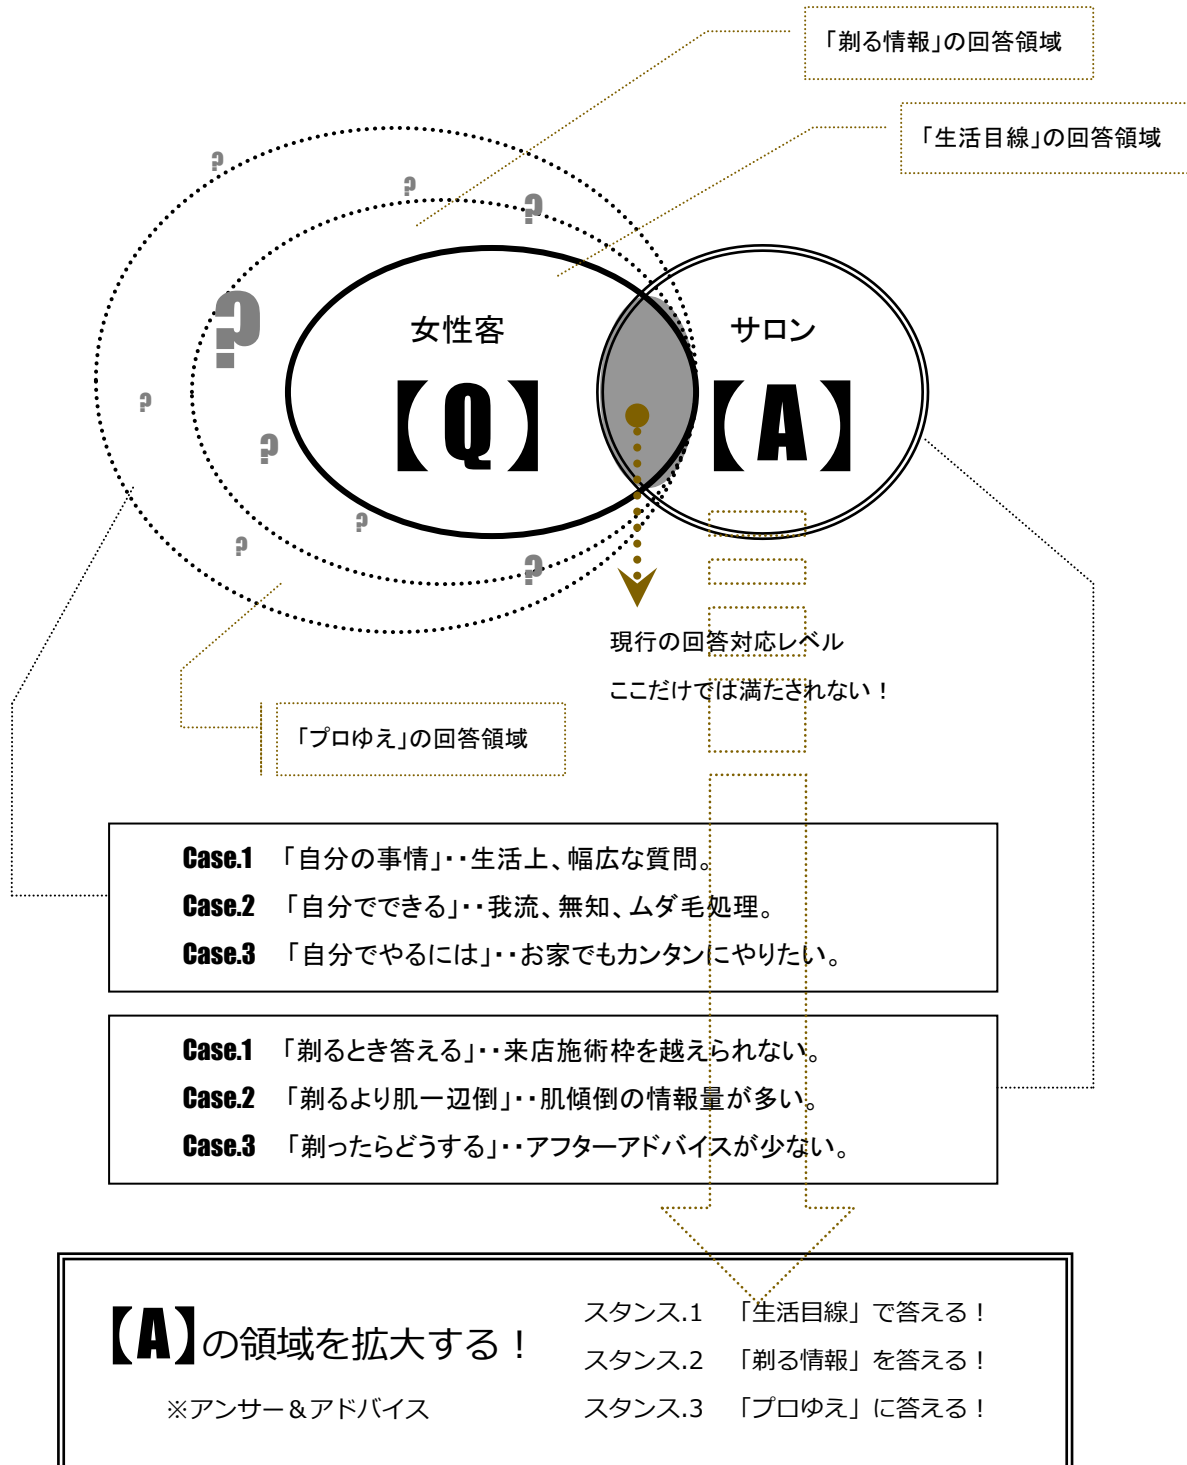 「剃る情報」の回答領域
「生活目線」の回答領域
?
?
?
?
?
?
?
?
?
女性客
【Q】
サロン
【A】
現行の回答対応レベル
ここだけでは満たされない！
「プロゆえ」の回答領域
Case.1 「自分の事情」・・生活上、幅広な質問。
Case.2 「自分でできる」・・我流、無知、ムダ毛処理。
Case.3 「自分でやるには」・・お家でもカンタンにやりたい。
Case.1 「剃るとき答える」・・来店施術枠を越えられない。
Case.2 「剃るより肌一辺倒」・・肌傾倒の情報量が多い。
Case.3 「剃ったらどうする」・・アフターアドバイスが少ない。
【A】の領域を拡大する！
※アンサー＆アドバイス
スタンス.1 「生活目線」で答える！
スタンス.2 「剃る情報」を答える！
スタンス.3 「プロゆえ」に答える！